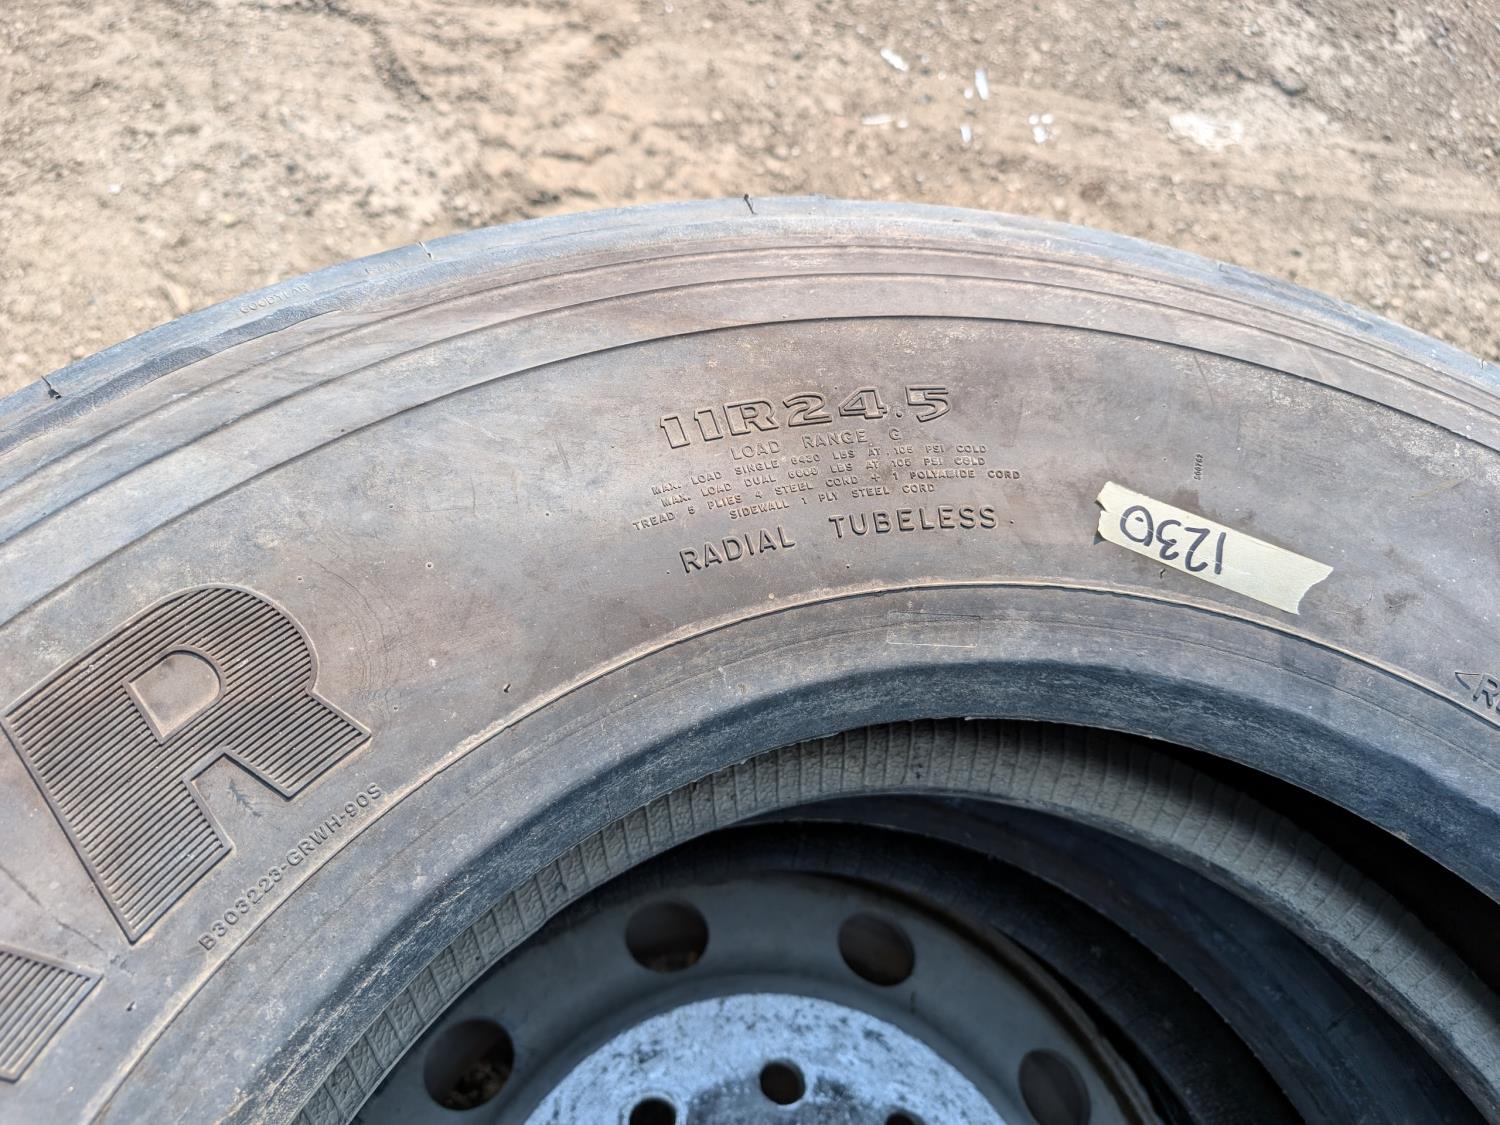 GOODYEAR
11R24.5
LOAD RANGE G
MAX. LOAD SINGLE 6430 LBS AT 105 PSI COLD
MAX. LOAD DUAL 6000 LBS AT 105 PSI COLD
TREAD 5 PLIES 4 STEEL CORD + 1 POLYAMIDE CORD
SIDEWALL 1 PLY STEEL CORD
RADIAL TUBELESS
1230
R
B303223-GRWH-90S